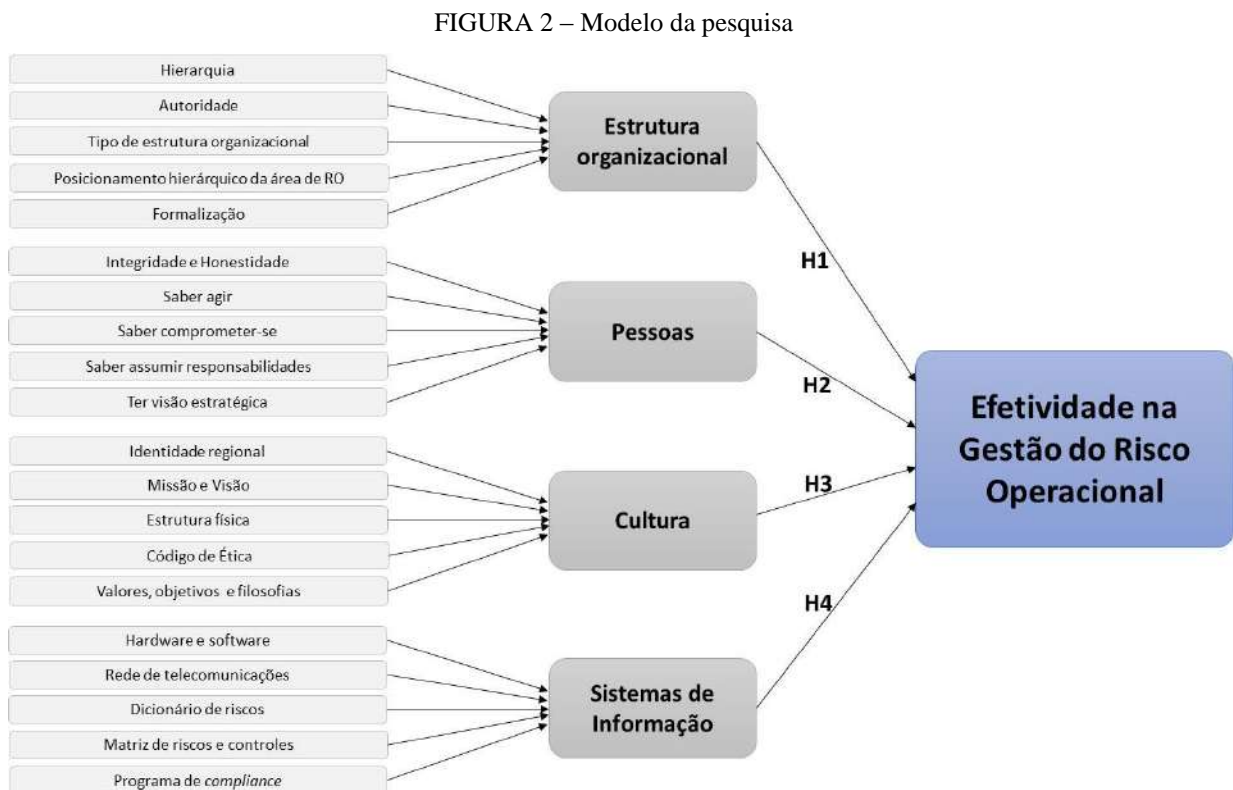 FIGURA 2 – Modelo da pesquisa
Hierarquia
Autoridade
Tipo de estrutura organizacional
Posicionamento hierárquico da área de RO
Formalização
Estrutura
organizacional
H1
Integridade e Honestidade
Saber agir
Saber comprometer-se
Saber assumir responsabilidades
Ter visão estratégica
Pessoas
H2
Identidade regional
Missão e Visão
Estrutura física
Código de Ética
Valores, objetivos e filosofias
Cultura
H3
Hardware e software
Rede de telecomunicações
Dicionário de riscos
Matriz de riscos e controles
Programa de compliance
Sistemas de
Informação
H4
Efetividade na
Gestão do Risco
Operacional